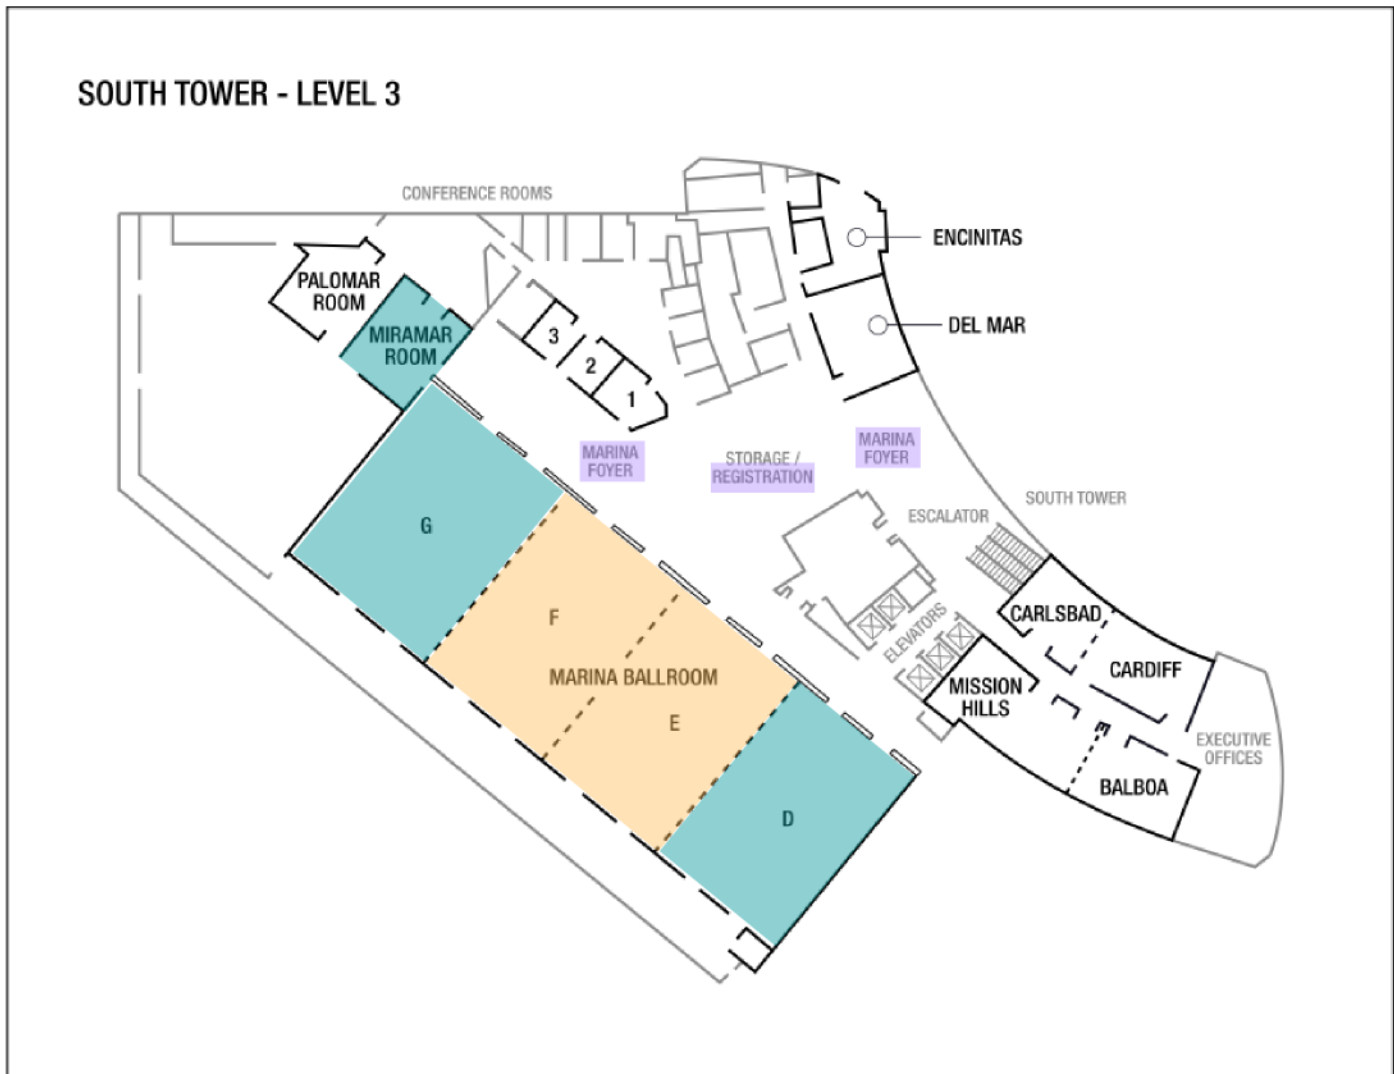 SOUTH TOWER - LEVEL 3
CONFERENCE ROOMS
ENCINITAS
PALOMAR
ROOM
DEL MAR
MIRAMAR
ROOM
3
2
1
MARINA
FOYER
STORAGE /
REGISTRATION
MARINA
FOYER
SOUTH TOWER
ESCALATOR
G
CARLSBAD
F
ELEVATORS
CARDIFF
MARINA BALLROOM
MISSION
HILLS
E
EXECUTIVE
OFFICES
BALBOA
D